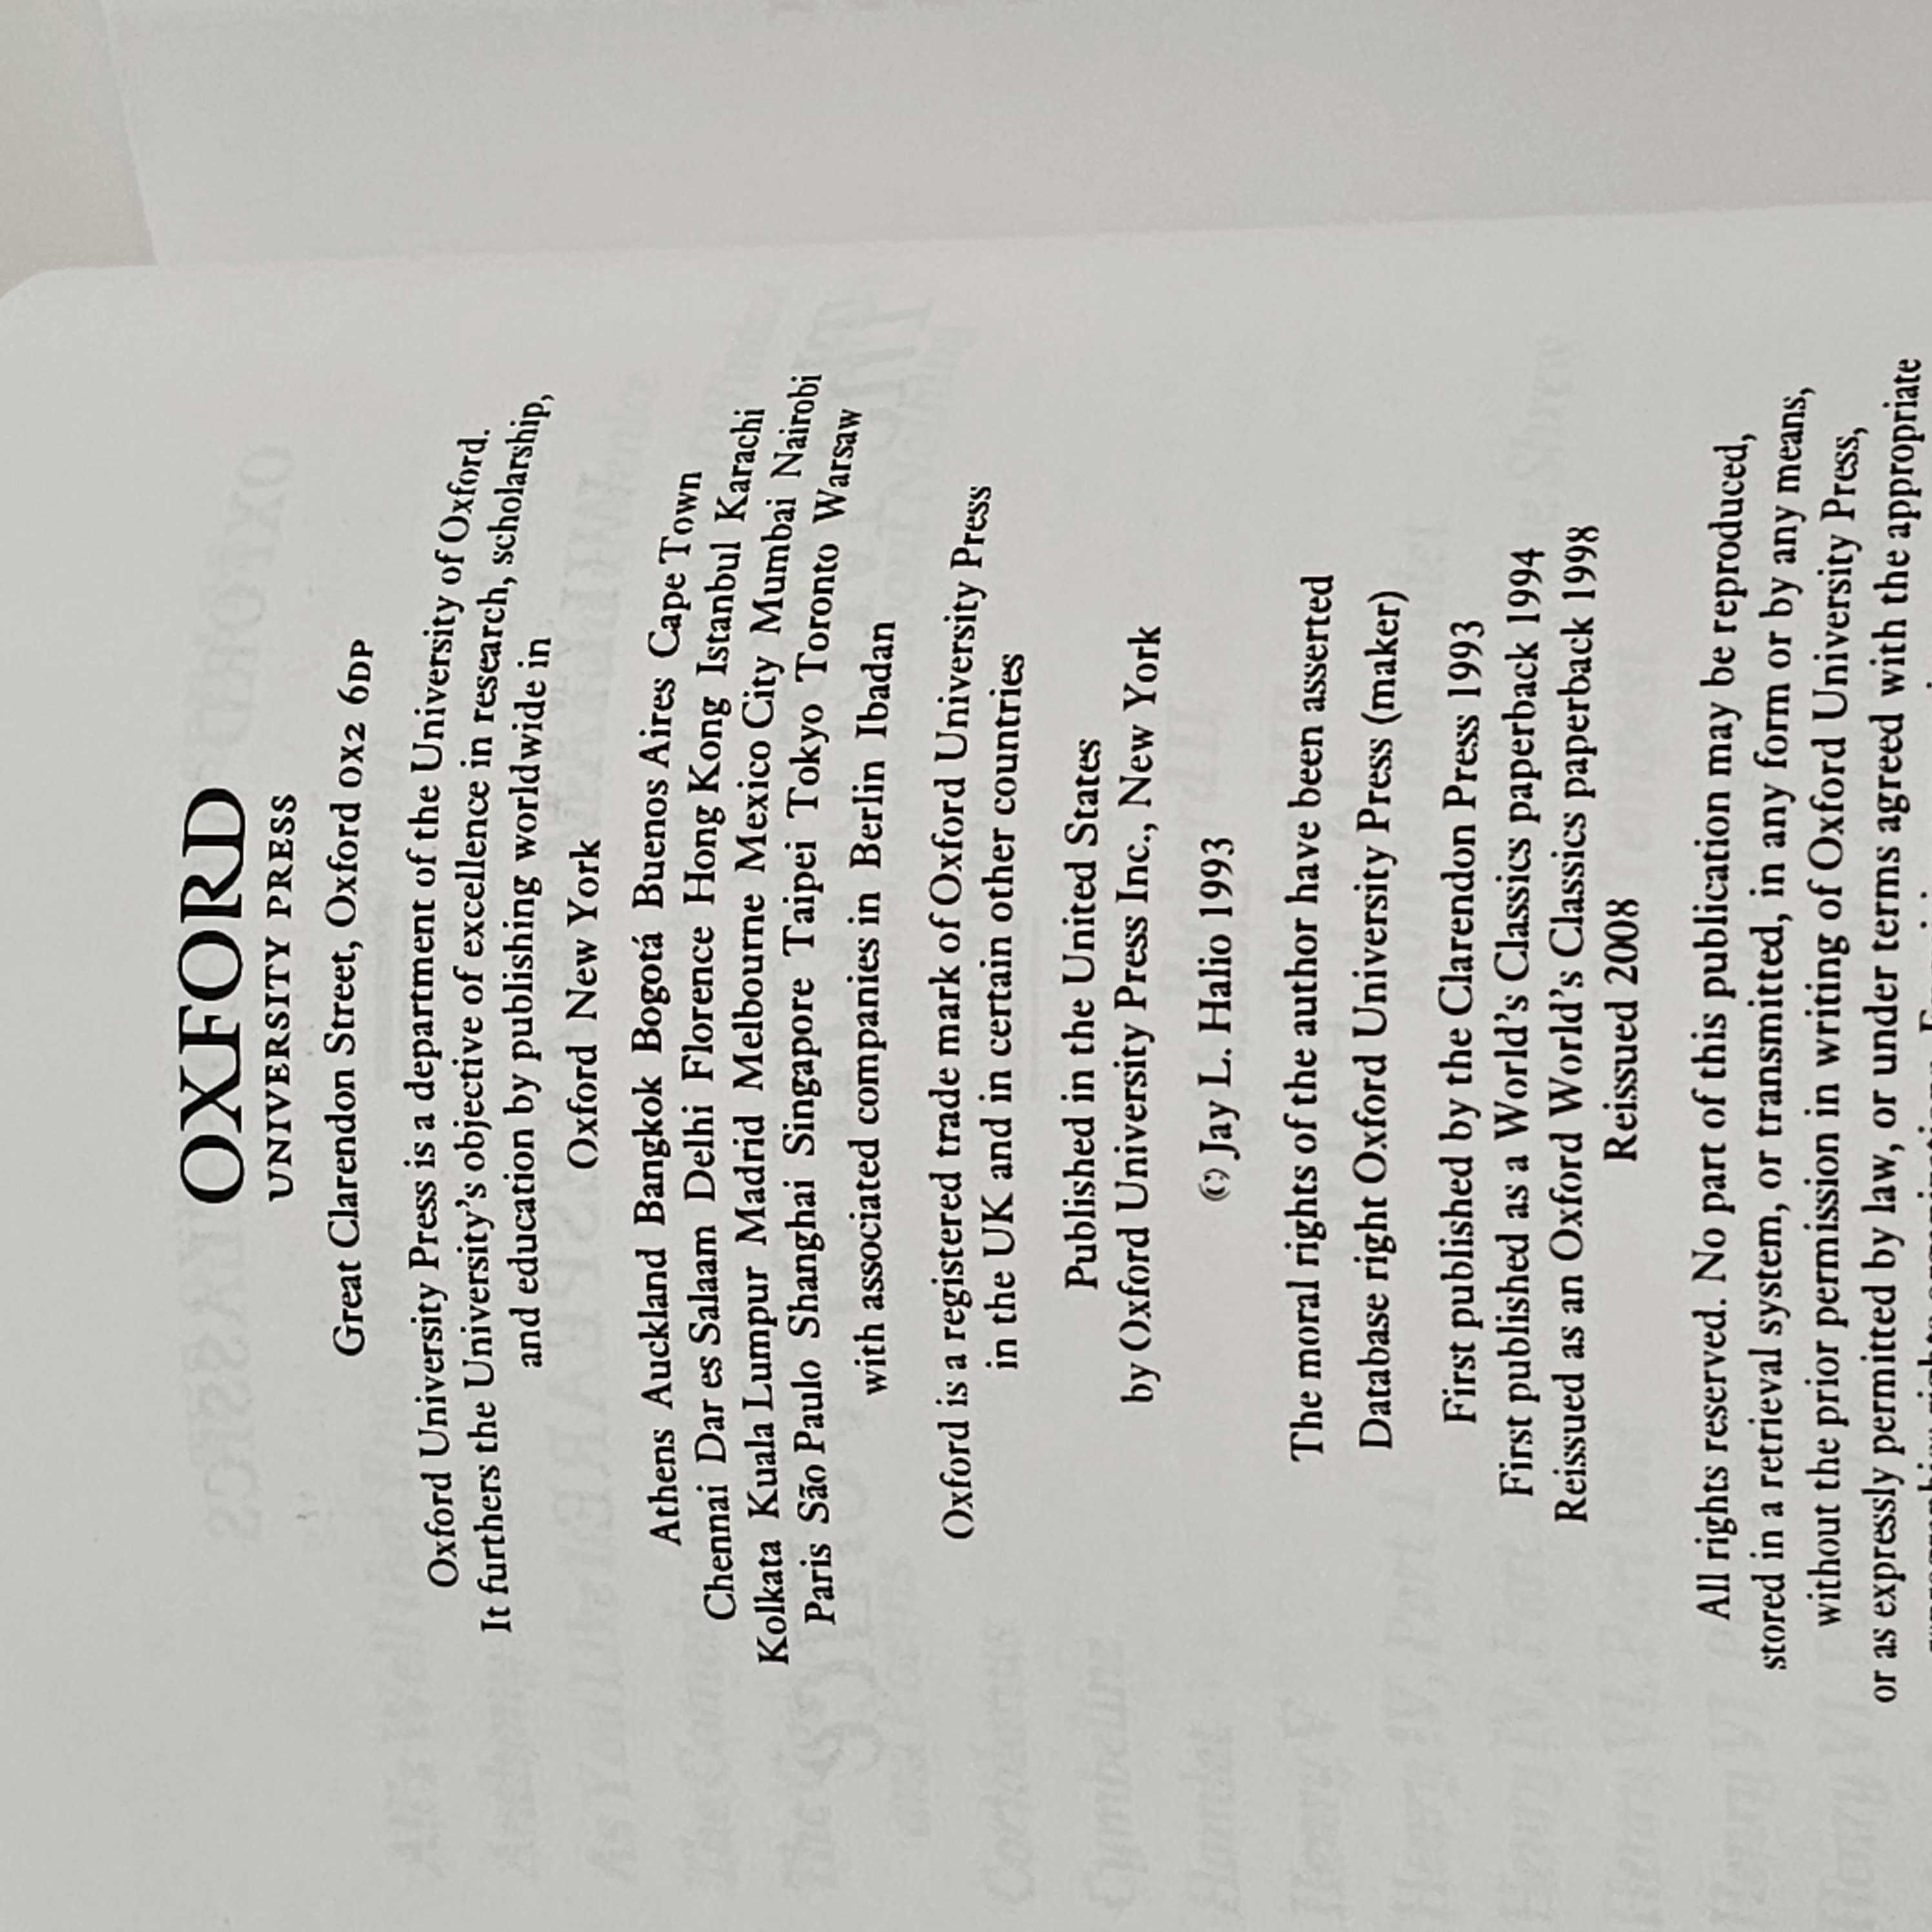 OXFORD
UNIVERSITY PRESS
Great Clarendon Street, Oxford OX2 6DP
Oxford University Press is a department of the University of Oxford.
It furthers the University's objective of excellence in research, scholarship,
and education by publishing worldwide in
Oxford New York
Athens Auckland Bangkok Bogotá Buenos Aires Cape Town
Chennai Dar es Salaam Delhi Florence Hong Kong Istanbul Karachi
Kolkata Kuala Lumpur Madrid Melbourne Mexico City Mumbai Nairobi
Paris São Paulo Shanghai Singapore Taipei Tokyo Toronto Warsaw
with associated companies in Berlin Ibadan
Oxford is a registered trade mark of Oxford University Press
in the UK and in certain other countries
Published in the United States
by Oxford University Press Inc., New York
© Jay L. Halio 1993
The moral rights of the author have been asserted
Database right Oxford University Press (maker)
First published by the Clarendon Press 1993
First published as a World's Classics paperback 1994
Reissued as an Oxford World's Classics paperback 1998
Reissued 2008
All rights reserved. No part of this publication may be reproduced,
stored in a retrieval system, or transmitted, in any form or by any means,
without the prior permission in writing of Oxford University Press,
or as expressly permitted by law, or under terms agreed with the appropriate